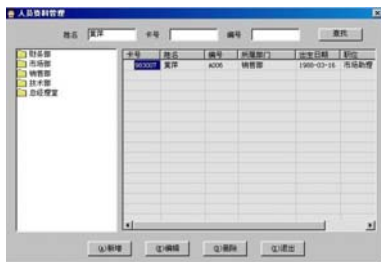 人员资料管理
姓名 夏萍 卡号 编号 查找
财务部
市场部
销售部
技术部
总经理室
卡号 姓名 编号 所属部门 出生日期 职位
983007 夏萍 A006 销售部 1988-03-16 市场助理
(A)新增 (E)编辑 (D)删除 (Q)退出